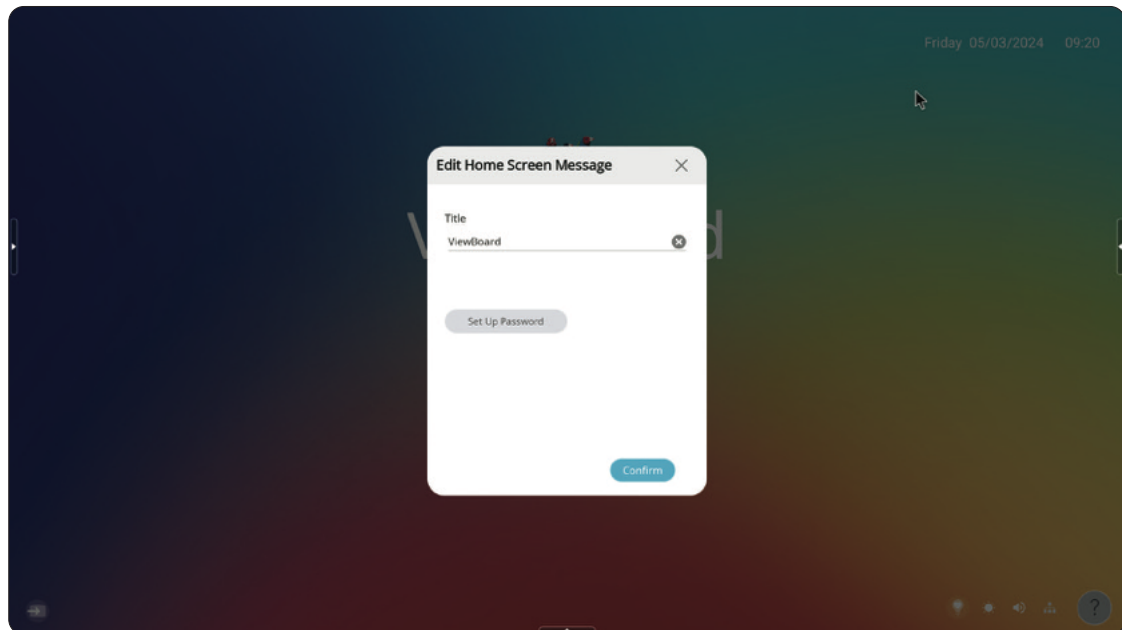 Friday 05/03/2024 09:20
Edit Home Screen Message
Title
ViewBoard
Set Up Password
Confirm
?